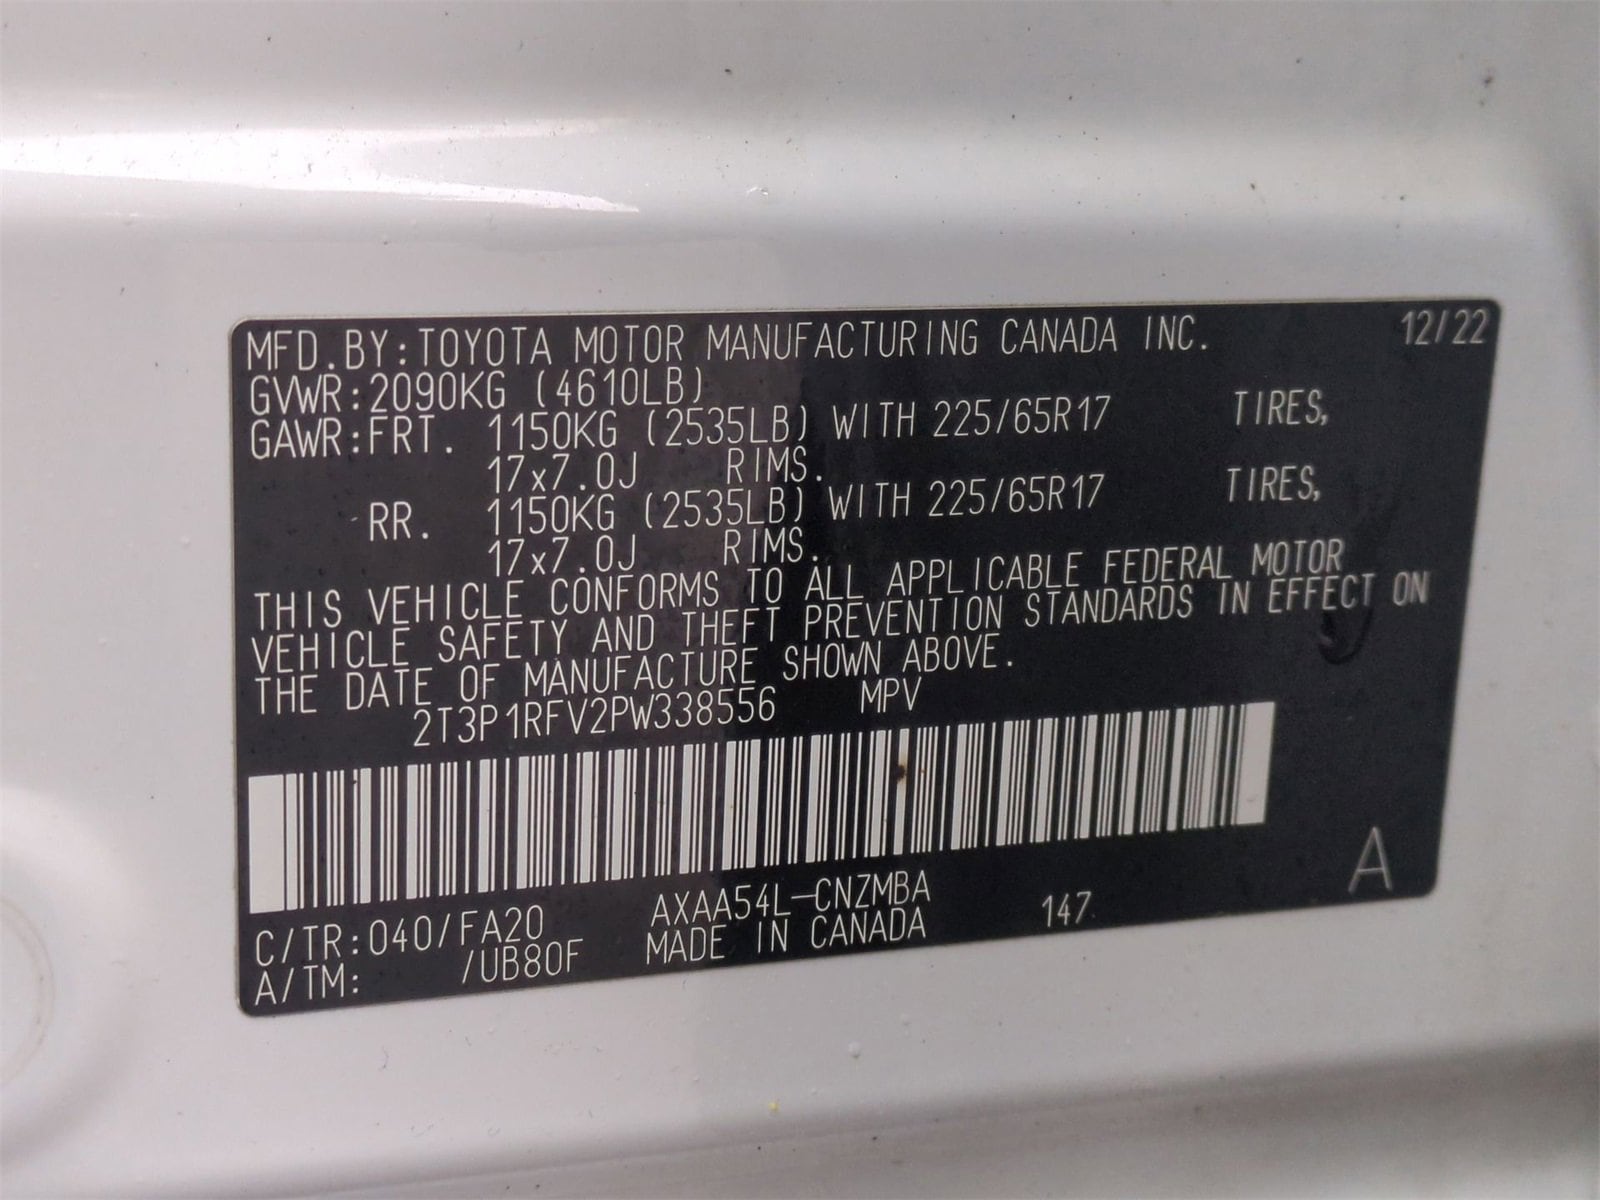 MFD.BY:TOYOTA MOTOR MANUFACTURING CANADA INC. 12/22
GVWR:2090KG (4610LB)
GAWR:FRT. 1150KG (2535LB) WITH 225/65R17 TIRES,
17x7.0J RIMS.
RR. 1150KG (2535LB) WITH 225/65R17 TIRES,
17x7.0J RIMS.
THIS VEHICLE CONFORMS TO ALL APPLICABLE FEDERAL MOTOR
VEHICLE SAFETY AND THEFT PREVENTION STANDARDS IN EFFECT ON
THE DATE OF MANUFACTURE SHOWN ABOVE.
2T3P1RFV2PW338556 MPV
A
C/TR:040/FA20 AXAA54L-CNZMBA 147
A/TM: /UB80F MADE IN CANADA